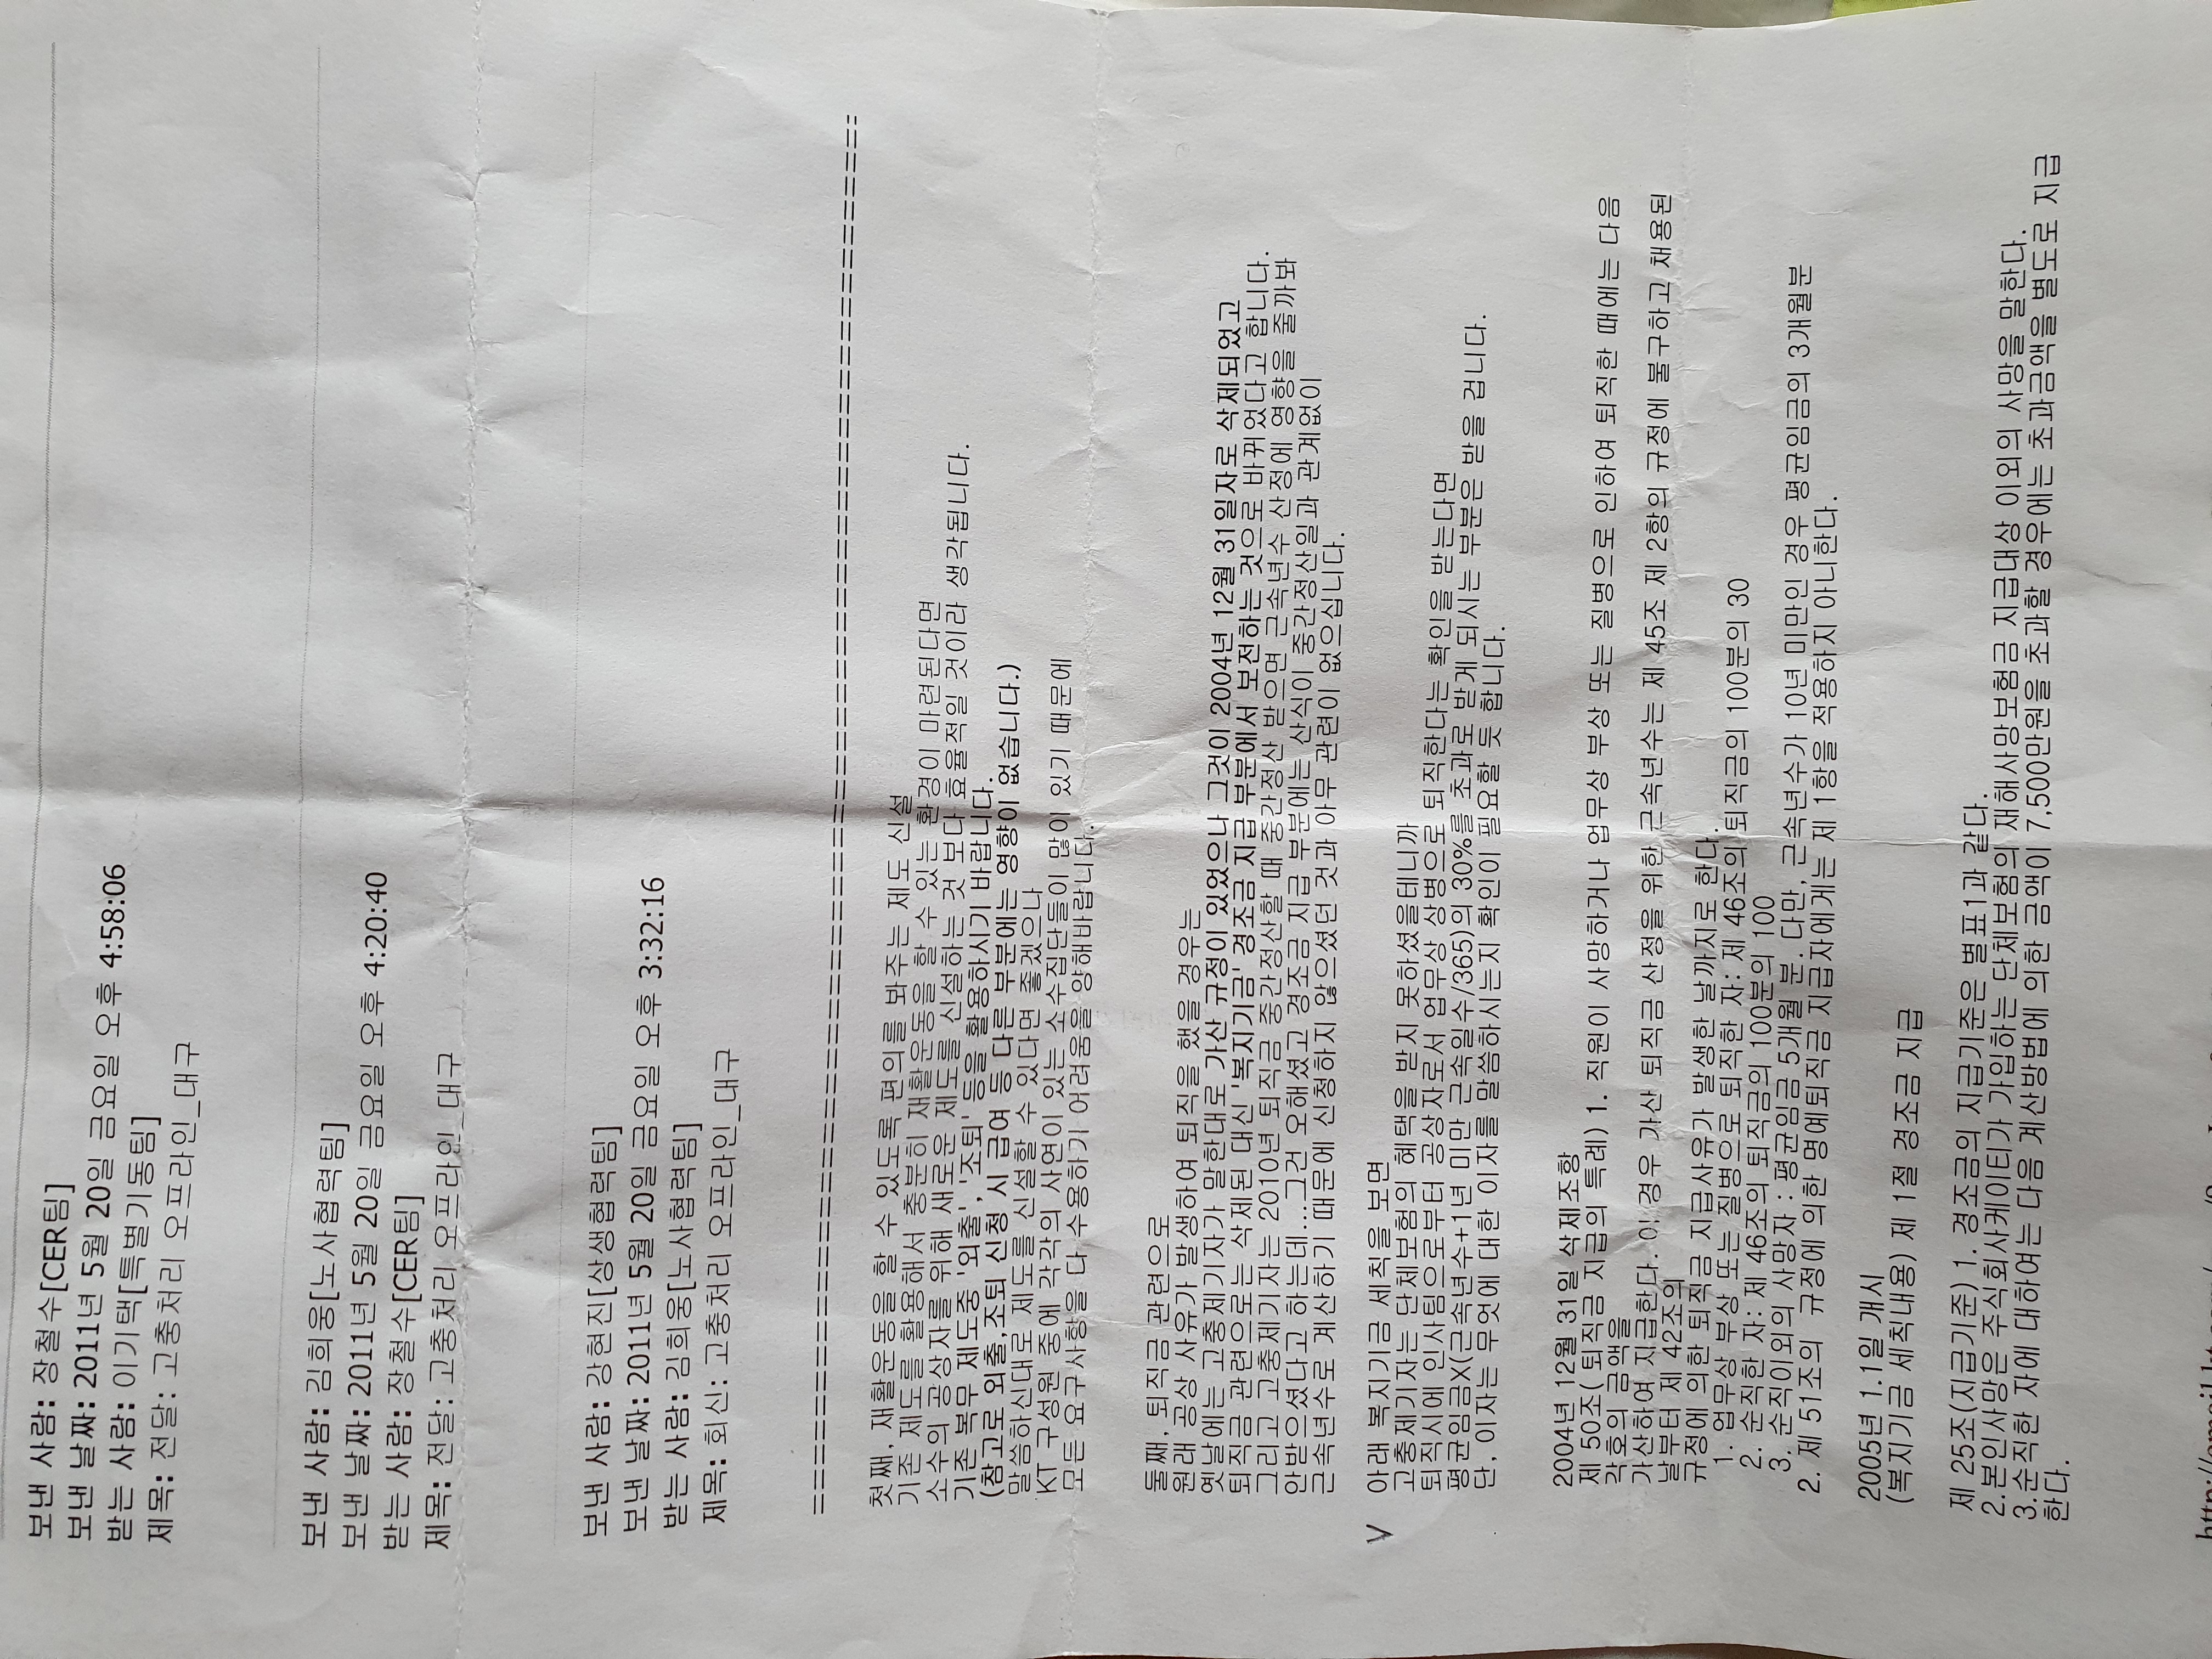 보낸 사람: 장철수[CER팀]
보낸 날짜: 2011년 5월 20일 금요일 오후 4:58:06
받는 사람: 이기택[특별기동팀]
제목: 전달: 고충처리 오프라인_대구
보낸 사람: 김희웅[노사협력팀]
보낸 날짜: 2011년 5월 20일 금요일 오후 4:20:40
받는 사람: 장철수[CER팀]
제목: 전달: 고충처리 오프라인_대구
보낸 사람: 강현진[상생협력팀]
보낸 날짜: 2011년 5월 20일 금요일 오후 3:32:16
받는 사람: 김희웅[노사협력팀]
제목: 회신: 고충처리 오프라인_대구
첫째, 재활운동을 할 수 있도록 편의를 봐주는 제도 신설
기존 제도를 활용해서 충분히 재활운동을 할 수 있는 환경이 마련된다면
소수의 공상자를 위해 새로운 제도를 신설하는 것 보다 효율적일 것이라 생각됩니다.
기존 복무 제도중 '외출', '조퇴' 등을 활용하시기 바랍니다.
(참고로 외출,조퇴 신청 시 급여 등 다른 부분에는 영향이 없습니다.)
말씀하신대로 제도를 신설할 수 있다면 좋겠으나
KT 구성원 중에 각각의 사연이 있는 소수집단들이 많이 있기 때문에
모든 요구사항을 다 수용하기 어려움을 양해바랍니다.
둘째, 퇴직금 관련으로
원래 공상 사유가 발생하여 퇴직을 했을 경우는
옛날에는 고충제기자가 말한대로 가산 규정이 있었으나 그것이 2004년 12월 31일자로 삭제되었고
퇴직금 관련으로는 삭제된 대신 '복지기금' 경조금 지급 부분에서 보전하는 것으로 바뀌었다고 합니다.
그리고 고충제기자는 2010년 퇴직금 중간정산할 때 중간정산 받으면 근속년수 산정에 영향을 줄까봐
안받으셨다고 하는데....그건 오해셨고 경조금 지급 부분에는 산식이 중간정산일과 관계없이
근속년수로 계산하기 때문에 신청하지 않으셨던 것과 아무 관련이 없으십니다.
V
아래 복지기금 세칙을 보면
고충제기자는 단체보험의 혜택을 받지 못하셨을테니까
퇴직시에 인사팀으로부터 공상자로서 업무상 상병으로 퇴직한다는 확인을 받는다면
평균임금X(근속년수+1년 미만 근속일수/365)의 30%를 초과로 받게 되시는 부분은 받을 겁니다.
단, 이자는 무엇에 대한 이자를 말씀하시는지 확인이 필요할 듯 합니다.
2004년 12월 31일 삭제조항
제 50조( 퇴직금 지급의 특례) 1. 직원이 사망하거나 업무상 부상 또는 질병으로 인하여 퇴직한 때에는 다음
각호의 금액을
가산하여 지급한다. 이 경우 가산 퇴직금 산정을 위한 근속년수는 제 45조 제 2항의 규정에 불구하고 채용된
날부터 제 42조의
규정에 의한 퇴직금 지급사유가 발생한 날까지로 한다.
1. 업무상 부상 또는 질병으로 퇴직한 자: 제 46조의 퇴직금의 100분의 30
2. 순직한 자: 제 46조의 퇴직금의 100분의 100
3. 순직이외의 사망자 : 평균임금 5개월분. 다만, 근속년수가 10년 미만인 경우 평균임금의 3개월분
2. 제 51조의 규정에 의한 명예퇴직금 지급자에게는 제 1항을 적용하지 아니한다.
2005년 1.1일 개시
(복지기금 세칙내용) 제 1절 경조금 지급
제 25조(지급기준) 1. 경조금의 지급기준은 별표1과 같다.
2.본인사망은 주식회사케이티가 가입하는 단체보험의 재해사망보험금 지급대상 이외의 사망을 말한다.
3.순직한 자에 대하여는 다음 계산방법에 의한 금액이 7,500만원을 초과할 경우에는 초과금액을 별도로 지급
한다.